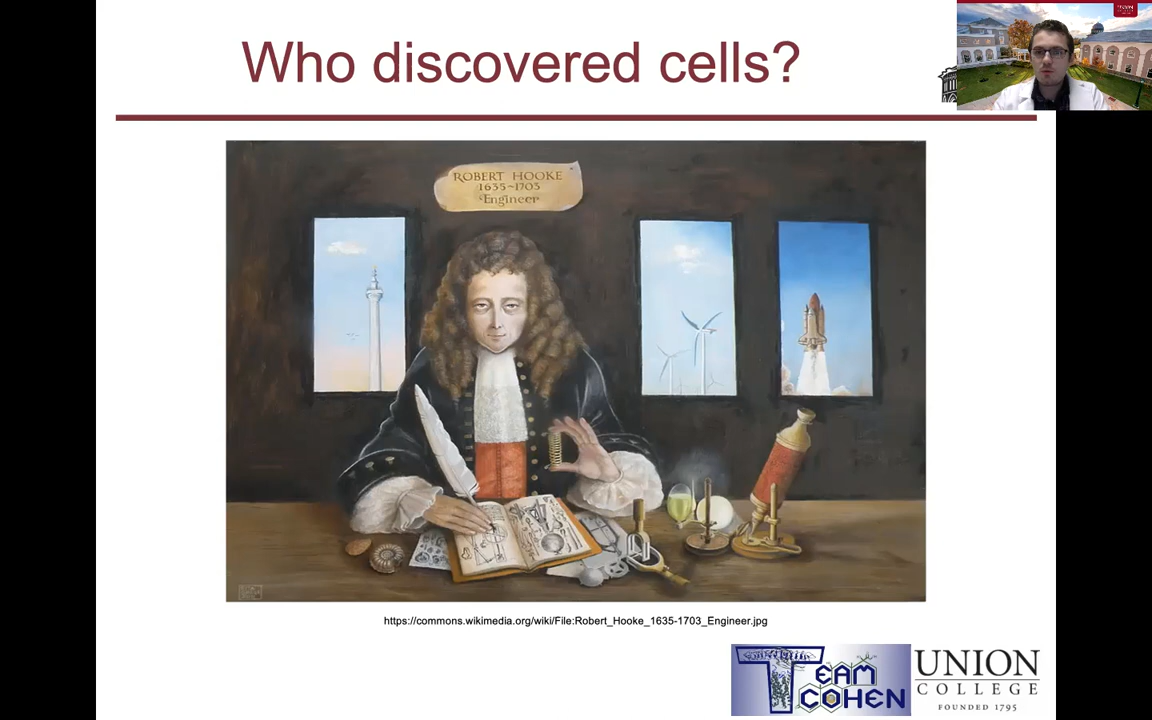 Who discovered cells?
ROBERT HOOKE
1635~1703
Engineer
https://commons.wikimedia.org/wiki/File:Robert_Hooke_1635-1703_Engineer.jpg
TEAM
COHEN
UNION
COLLEGE
FOUNDED 1795